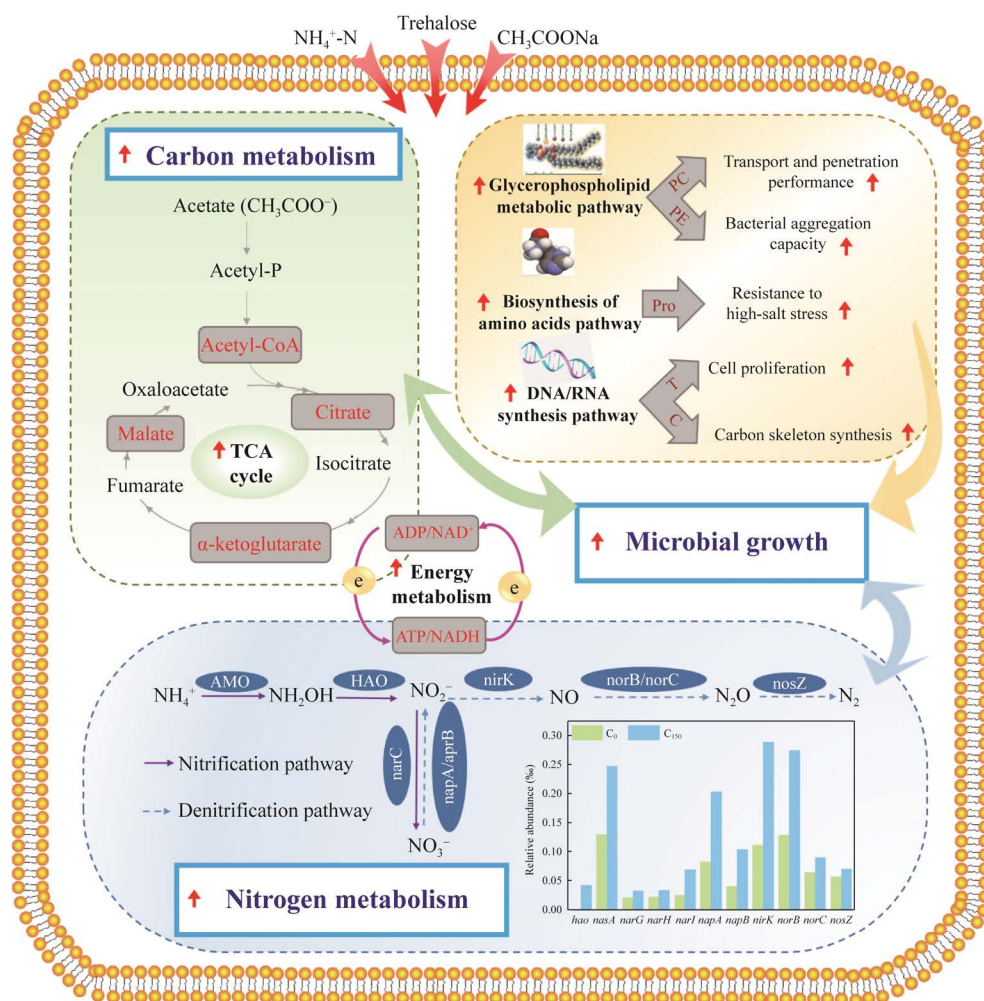 NH₄⁺-N
Trehalose
CH₃COONa
Carbon metabolism
Acetate (CH₃COO⁻)
Acetyl-P
Acetyl-CoA
Oxaloacetate
Citrate
Malate
TCA
cycle
Isocitrate
Fumarate
α-ketoglutarate
Glycerophospholipid
metabolic pathway
PC
PE
Transport and penetration
performance
Bacterial aggregation
capacity
Biosynthesis of
amino acids pathway
Pro
Resistance to
high-salt stress
DNA/RNA
synthesis pathway
T
C
Cell proliferation
Carbon skeleton synthesis
Microbial growth
ADP/NAD⁺
e
Energy
metabolism
e
ATP/NADH
NH₄⁺
AMO
NH₂OH
HAO
NO₂⁻
nirK
NO
norB/norC
N₂O
nosZ
N₂
narC
napA/aprB
NO₃⁻
Nitrification pathway
Denitrification pathway
Nitrogen metabolism
C₀
C₁₅₀
Relative abundance (‰)
0.30
0.25
0.20
0.15
0.10
0.05
0.00
hao nasA narG narH narI napA napB nirK norB norC nosZ